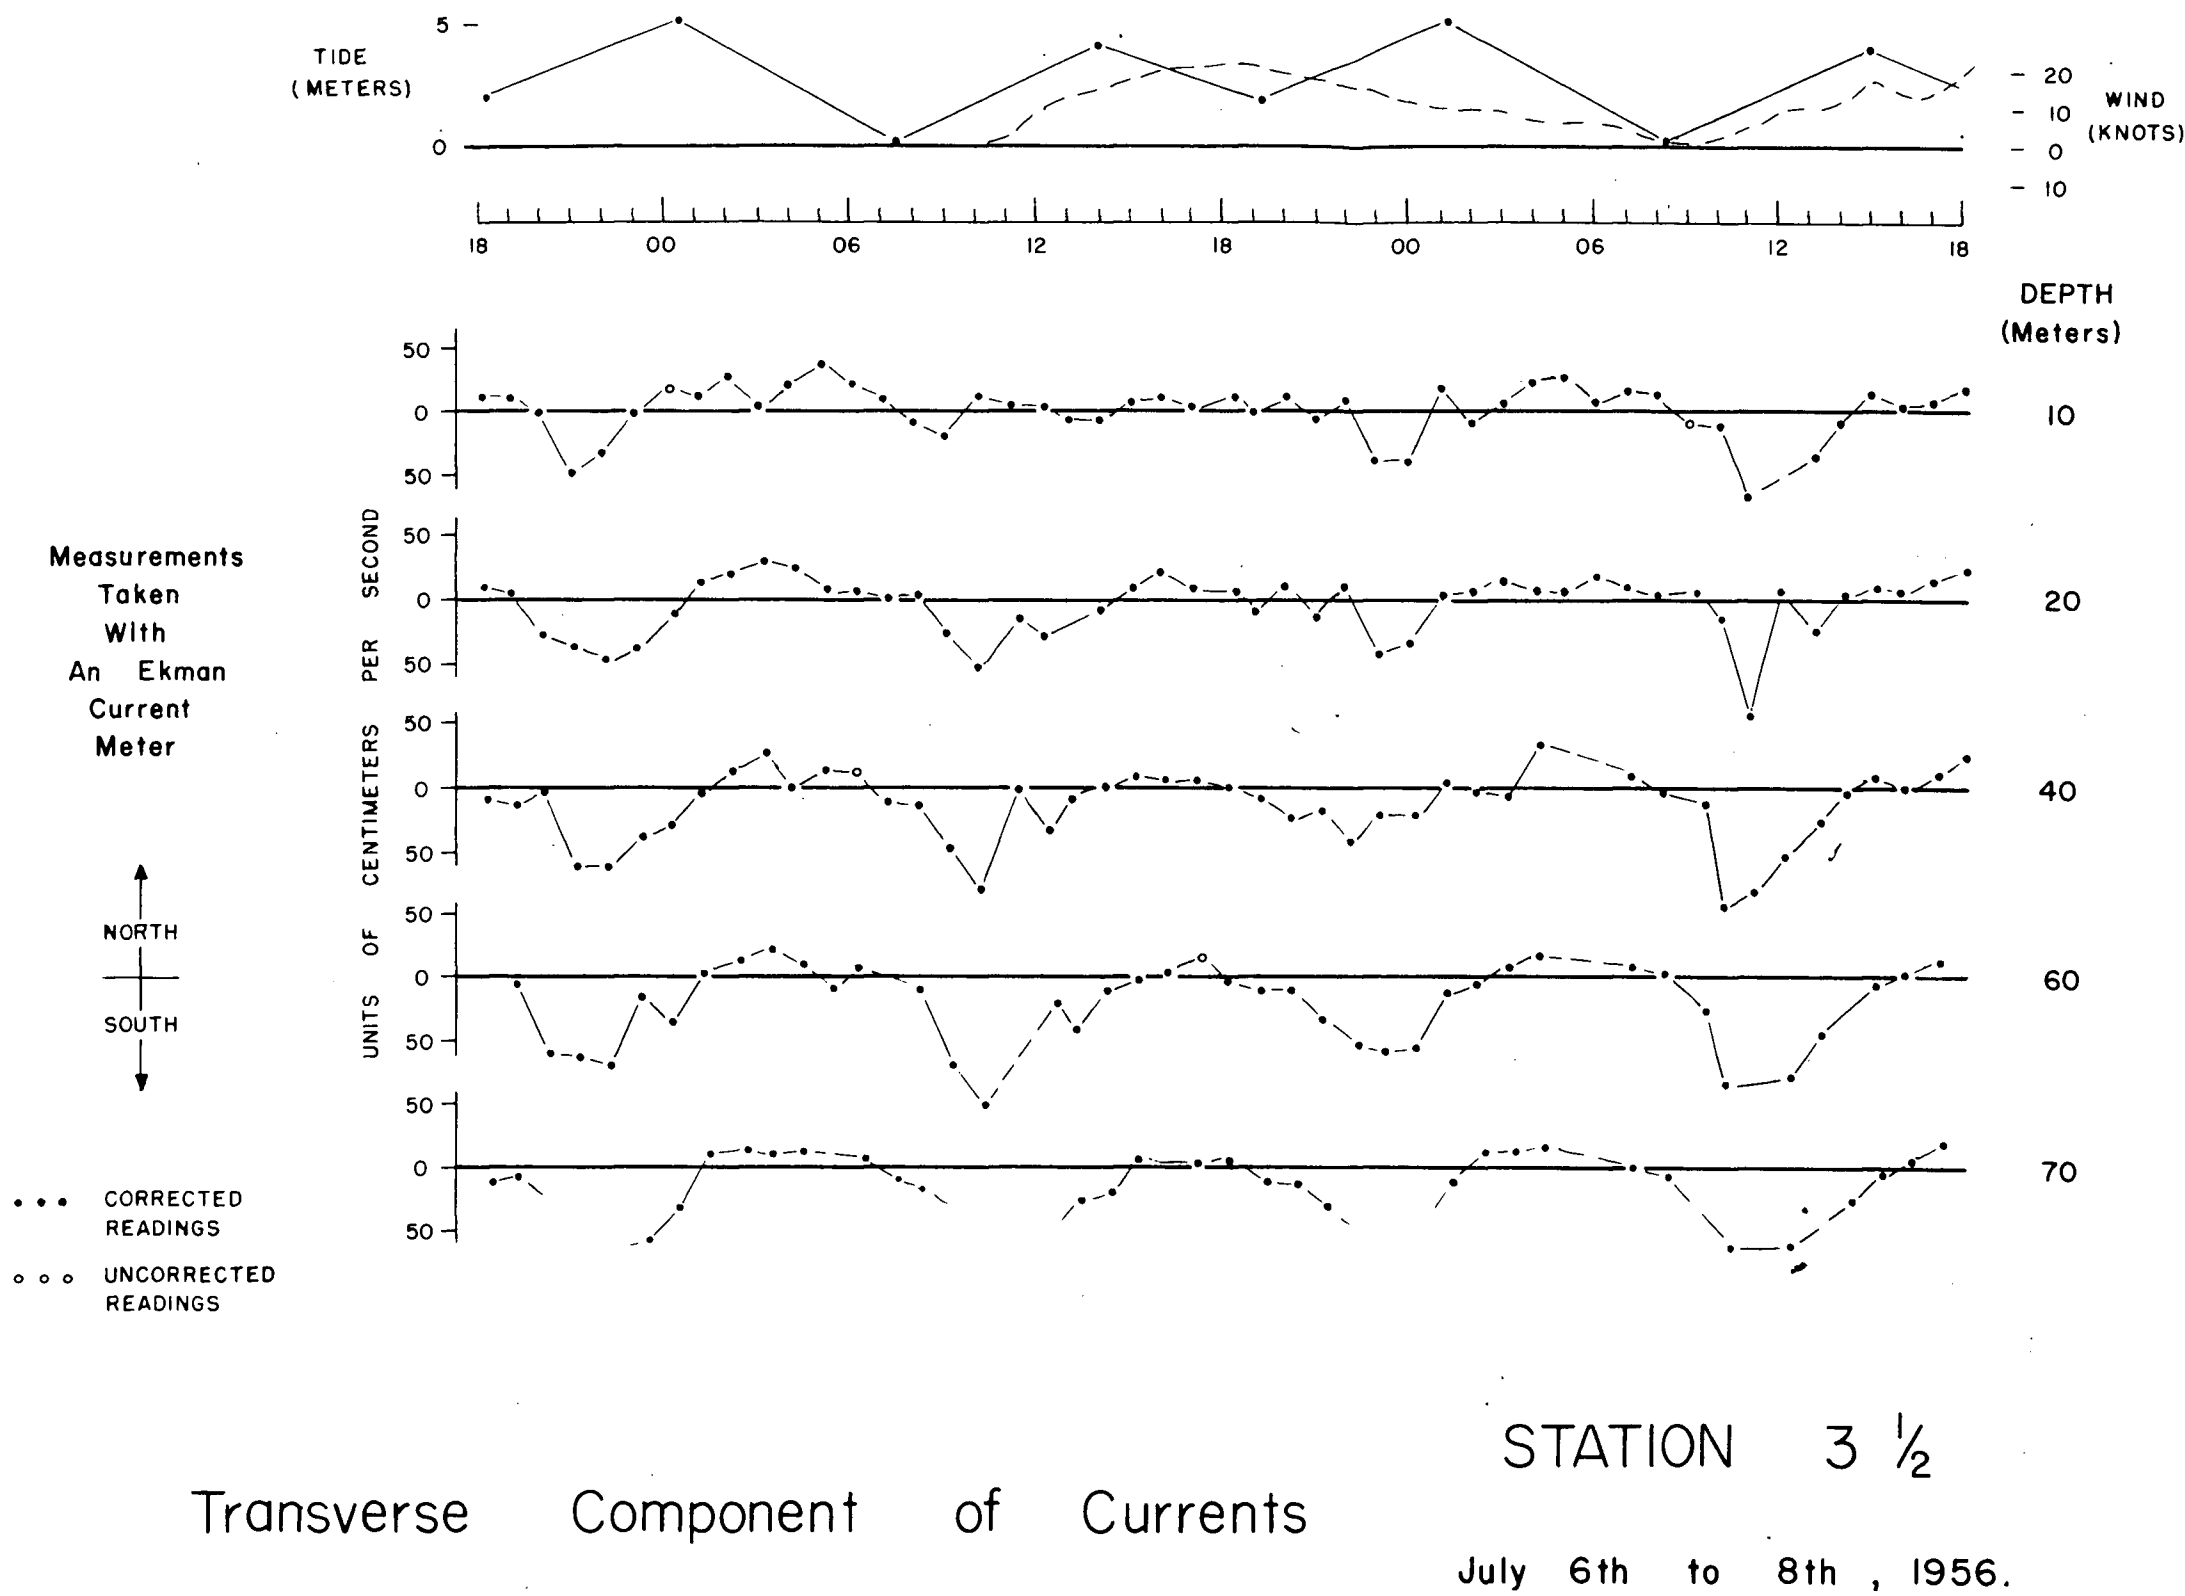 5
TIDE
(METERS)
0
20
10
0
10
WIND
(KNOTS)
18 00 06 12 18 00 06 12 18
DEPTH
(Meters)
50
0
50
10
50
0
50
20
50
0
50
40
50
0
50
60
50
0
50
70
UNITS OF CENTIMETERS PER SECOND
Measurements
Taken
With
An Ekman
Current
Meter
NORTH
SOUTH
CORRECTED
READINGS
UNCORRECTED
READINGS
STATION 3 ½
Transverse Component of Currents
July 6th to 8th , 1956.